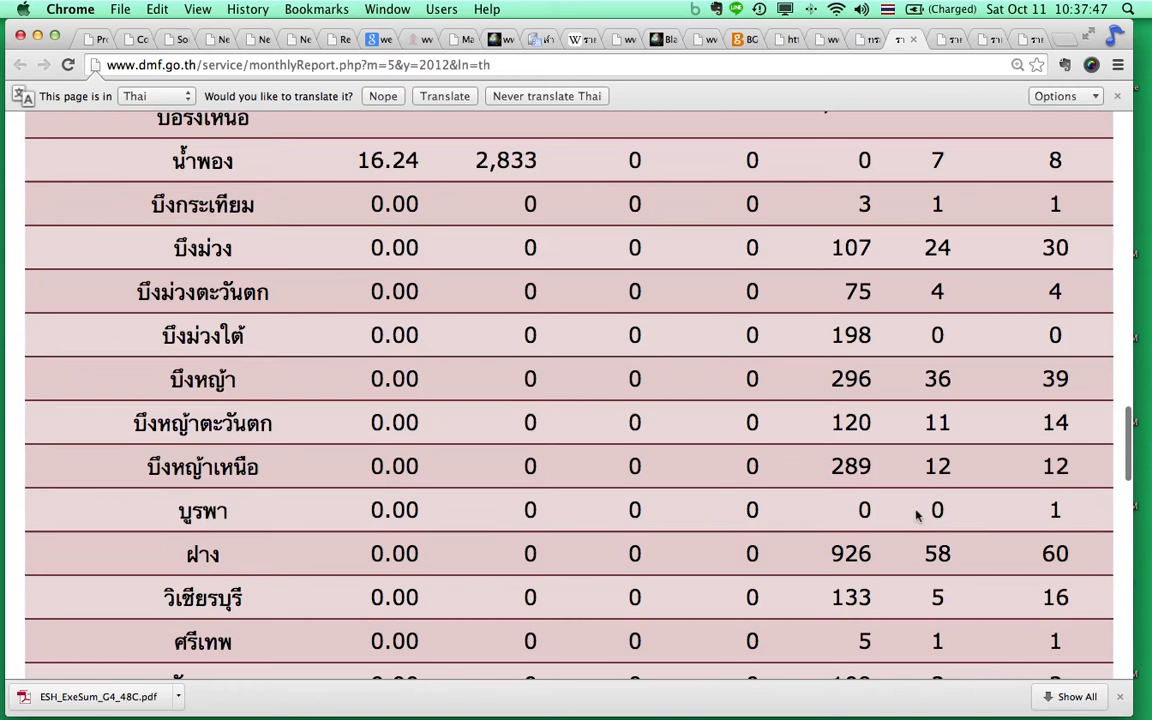 Chrome File Edit View History Bookmarks Window Users Help (Charged) Sat Oct 11 10:37:47
Pro Co So Ne Ne Ne Re we Ma Bla BG
www.dmf.go.th/service/monthlyReport.php?m=5&y=2012&ln=th
This page is in Thai Would you like to translate it? Nope Translate Never translate Thai Options
น้ำพอง 16.24 2,833 0 0 0 7 8
บึงกระเทียม 0.00 0 0 0 3 1 1
บึงม่วง 0.00 0 0 0 107 24 30
บึงม่วงตะวันตก 0.00 0 0 0 75 4 4
บึงม่วงใต้ 0.00 0 0 0 198 0 0
บึงหญ้า 0.00 0 0 0 296 36 39
บึงหญ้าตะวันตก 0.00 0 0 0 120 11 14
บึงหญ้าเหนือ 0.00 0 0 0 289 12 12
บูรพา 0.00 0 0 0 0 0 1
ฝาง 0.00 0 0 0 926 58 60
วิเชียรบุรี 0.00 0 0 0 133 5 16
ศรีเทพ 0.00 0 0 0 5 1 1
ESH_ExeSum_G4_48C.pdf Show All